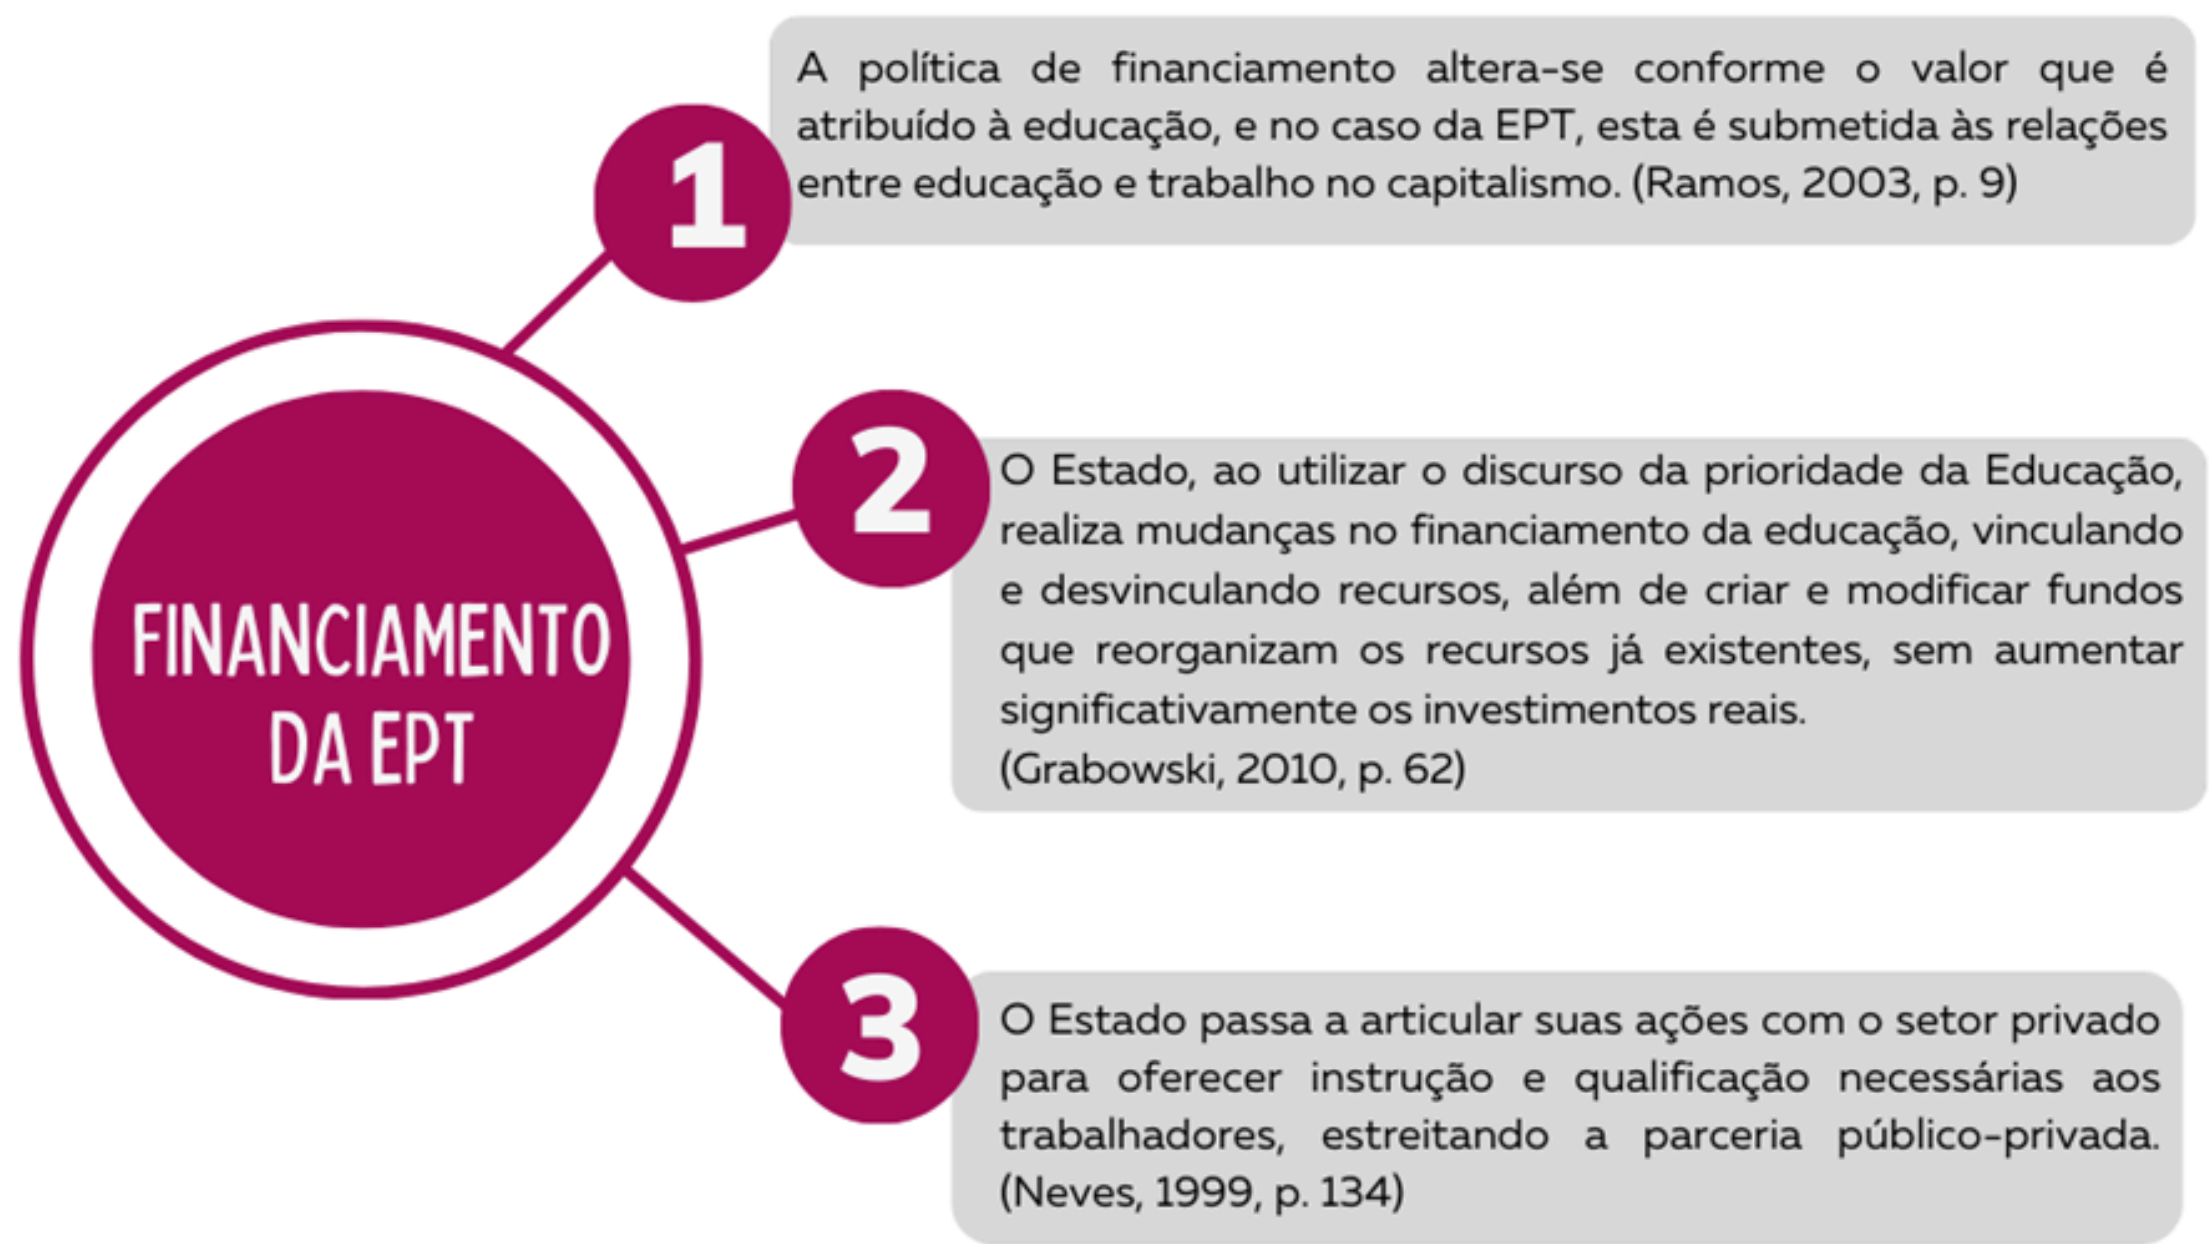 FINANCIAMENTO
DA EPT
1
A política de financiamento altera-se conforme o valor que é
atribuído à educação, e no caso da EPT, esta é submetida às relações
entre educação e trabalho no capitalismo. (Ramos, 2003, p. 9)
2
O Estado, ao utilizar o discurso da prioridade da Educação,
realiza mudanças no financiamento da educação, vinculando
e desvinculando recursos, além de criar e modificar fundos
que reorganizam os recursos já existentes, sem aumentar
significativamente os investimentos reais.
(Grabowski, 2010, p. 62)
3
O Estado passa a articular suas ações com o setor privado
para oferecer instrução e qualificação necessárias aos
trabalhadores, estreitando a parceria público-privada.
(Neves, 1999, p. 134)